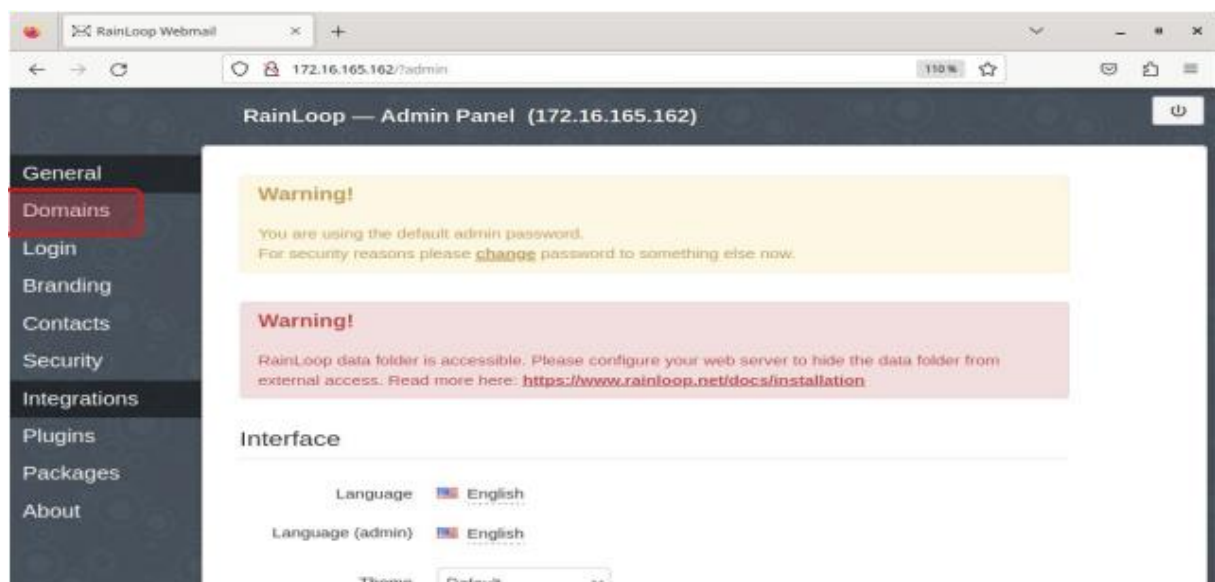 RainLoop Webmail
172.16.165.162/?admin
110 %
RainLoop — Admin Panel (172.16.165.162)
General
Domains
Login
Branding
Contacts
Security
Integrations
Plugins
Packages
About
Warning!
You are using the default admin password.
For security reasons please change password to something else now.
Warning!
RainLoop data folder is accessible. Please configure your web server to hide the data folder from
external access. Read more here: https://www.rainloop.net/docs/installation
Interface
Language English
Language (admin) English
Theme Default